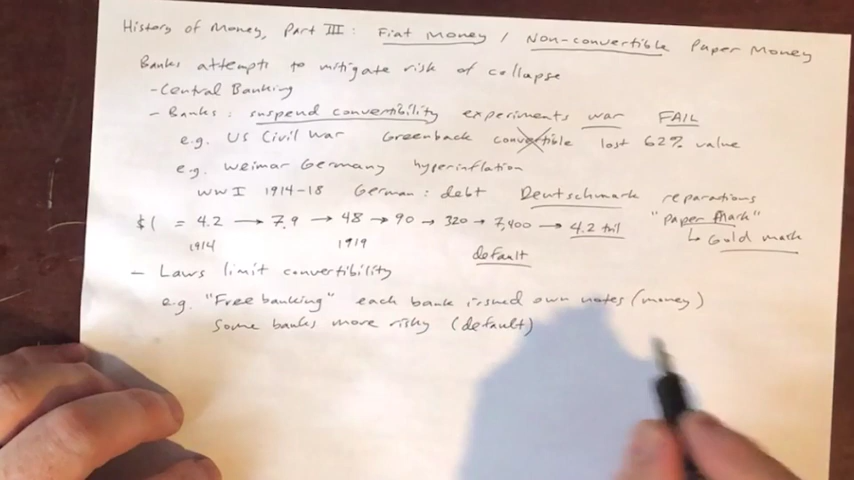 History of Money, Part III: Fiat Money / Non-convertible Paper Money
Banks attempts to mitigate risk of collapse
- Central Banking
- Banks: suspend convertibility experiments war FAIL
e.g. US Civil War Greenback convertible lost 62% value
e.g. Weimar Germany hyperinflation
WWI 1914-18 German: debt Deutschmark reparations
$1 = 4.2 → 7.9 → 48 → 90 → 320 → 7,400 → 4.2 tril "paper Mark"
↳ Gold mark
1914 1919
default
- Laws limit convertibility
e.g. "Free banking" each bank issued own notes (money)
some banks more risky (default)